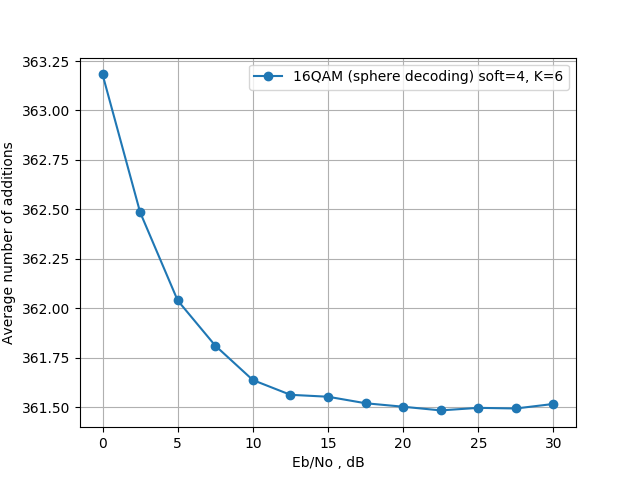 363.25
363.00
362.75
362.50
362.25
362.00
361.75
361.50
Average number of additions
16QAM (sphere decoding) soft=4, K=6
0 5 10 15 20 25 30
Eb/No , dB